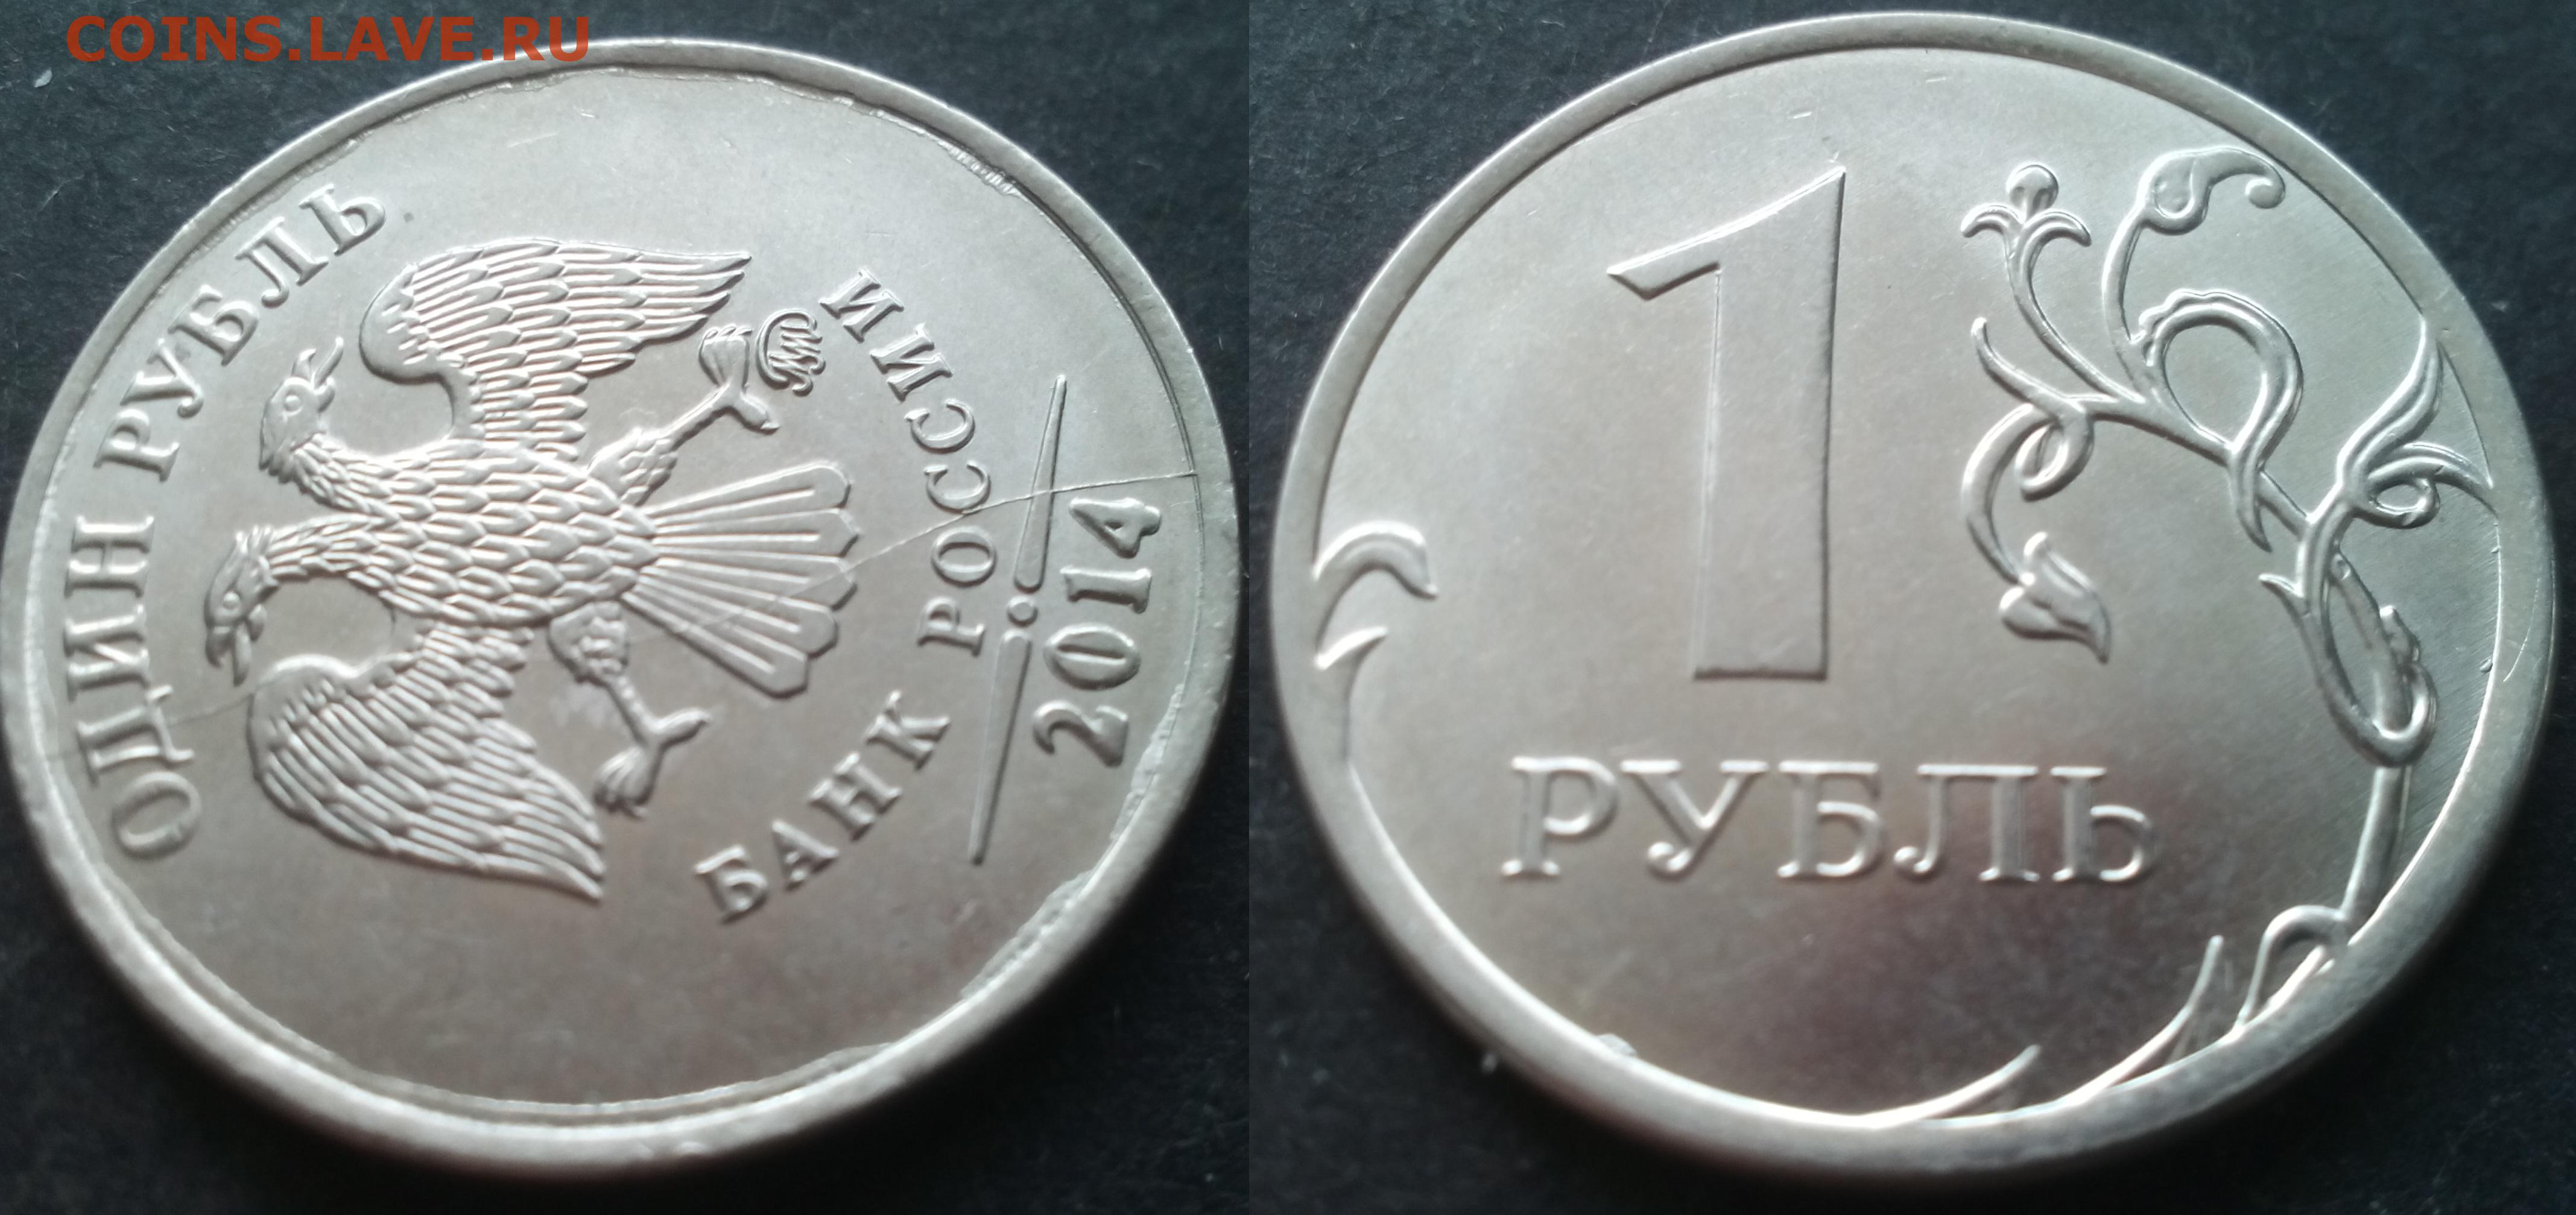 COINS.LAVE.RU
ОДИН РУБЛЬ
БАНК РОССИИ
2014
1
РУБЛЬ